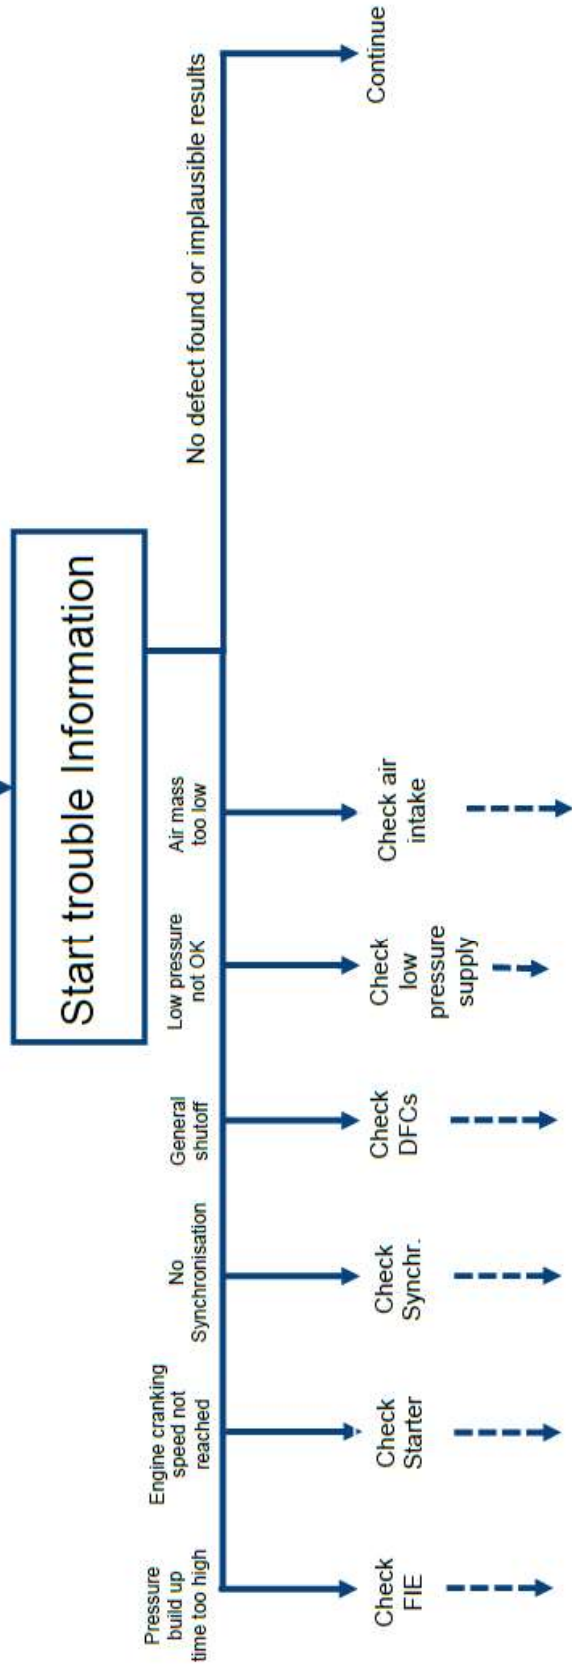 Start trouble Information
Pressure
build up
time too high
Engine cranking
speed not
reached
No
Synchronisation
General
shutoff
Low pressure
not OK
Air mass
too low
No defect found or implausible results
Check
FIE
Check
Starter
Check
Synchr.
Check
DFCs
Check
low
pressure
supply
Check air
intake
Continue